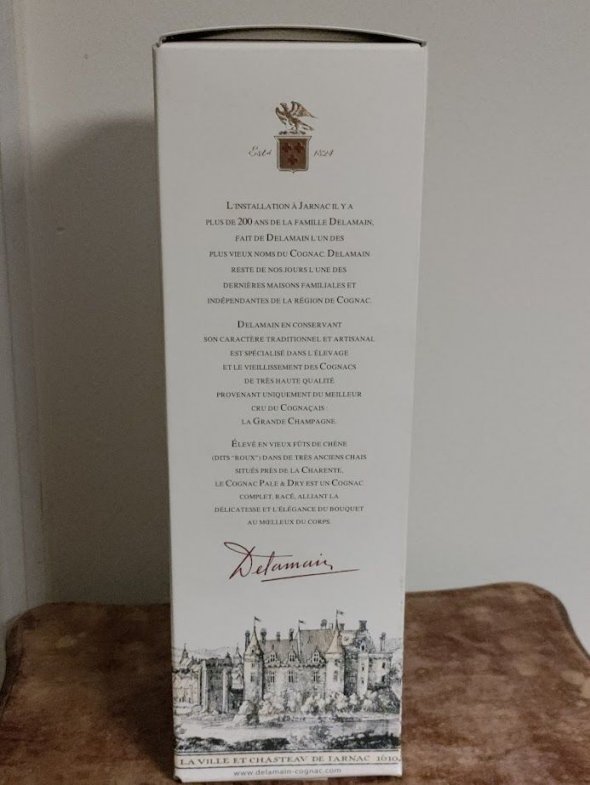 Estd 1824
L'INSTALLATION À JARNAC IL Y A
PLUS DE 200 ANS DE LA FAMILLE DELAMAIN,
FAIT DE DELAMAIN L'UN DES
PLUS VIEUX NOMS DU COGNAC. DELAMAIN
RESTE DE NOS JOURS L'UNE DES
DERNIÈRES MAISONS FAMILIALES ET
INDÉPENDANTES DE LA RÉGION DE COGNAC.
DELAMAIN EN CONSERVANT
SON CARACTÈRE TRADITIONNEL ET ARTISANAL
EST SPÉCIALISÉ DANS L'ÉLEVAGE
ET LE VIEILLISSEMENT DES COGNACS
DE TRÈS HAUTE QUALITÉ
PROVENANT UNIQUEMENT DU MEILLEUR
CRU DU COGNAÇAIS
LA GRANDE CHAMPAGNE.
ÉLEVÉ EN VIEUX FÛTS DE CHÊNE
(DITS "ROUX") DANS DE TRÈS ANCIENS CHAIS
SITUÉS PRÈS DE LA CHARENTE,
LE COGNAC PALE & DRY EST UN COGNAC
COMPLET, RACÉ, ALLIANT LA
DÉLICATESSE ET L'ÉLÉGANCE DU BOUQUET
AU MŒLLEUX DU CORPS.
Delamain
LA VILLE ET CHASTEAV DE IARNAC 1610
www.delamain-cognac.com